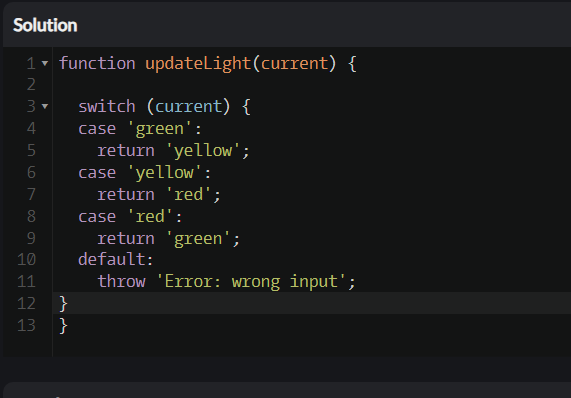 Solution
1 function updateLight(current) {
2
3 switch (current) {
4 case 'green':
5 return 'yellow';
6 case 'yellow':
7 return 'red';
8 case 'red':
9 return 'green';
10 default:
11 throw 'Error: wrong input';
12 }
13 }